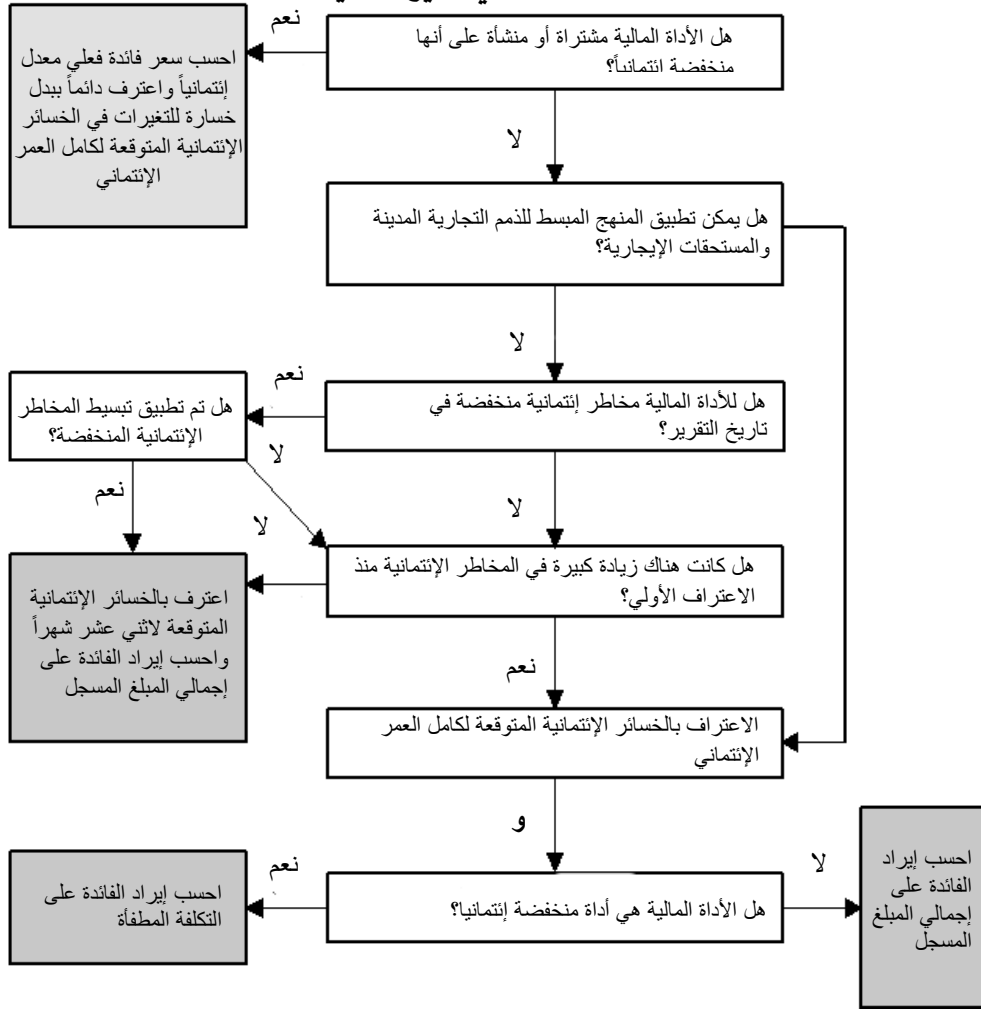 نعم
هل الأداة المالية مشتراة أو منشأة على أنها
منخفضة ائتمانياً؟
احسب سعر فائدة فعلي معدل
إئتمانياً واعترف دائماً ببدل
خسارة للتغيرات في الخسائر
الإئتمانية المتوقعة لكامل العمر
الإئتماني
لا
هل يمكن تطبيق المنهج المبسط للذمم التجارية المدينة
والمستحقات الإيجارية؟
لا
هل للأداة المالية مخاطر إئتمانية منخفضة في
تاريخ التقرير؟
نعم
هل تم تطبيق تبسيط المخاطر
الإئتمانية المنخفضة؟
لا
نعم
لا
لا
هل كانت هناك زيادة كبيرة في المخاطر الإئتمانية منذ
الاعتراف الأولي؟
اعترف بالخسائر الإئتمانية
المتوقعة لاثني عشر شهراً
واحسب إيراد الفائدة على
إجمالي المبلغ المسجل
نعم
الاعتراف بالخسائر الإئتمانية المتوقعة لكامل العمر
الإئتماني
و
هل الأداة المالية هي أداة منخفضة إئتمانيا؟
لا
احسب إيراد
الفائدة على
إجمالي المبلغ
المسجل
نعم
احسب إيراد الفائدة على
التكلفة المطفأة